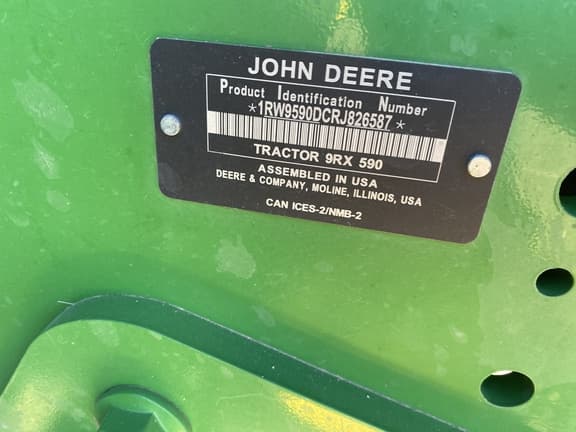 JOHN DEERE
Product Identification Number
*1RW9590DCRJ826587*
TRACTOR 9RX 590
ASSEMBLED IN USA
DEERE & COMPANY, MOLINE, ILLINOIS, USA
CAN ICES-2/NMB-2